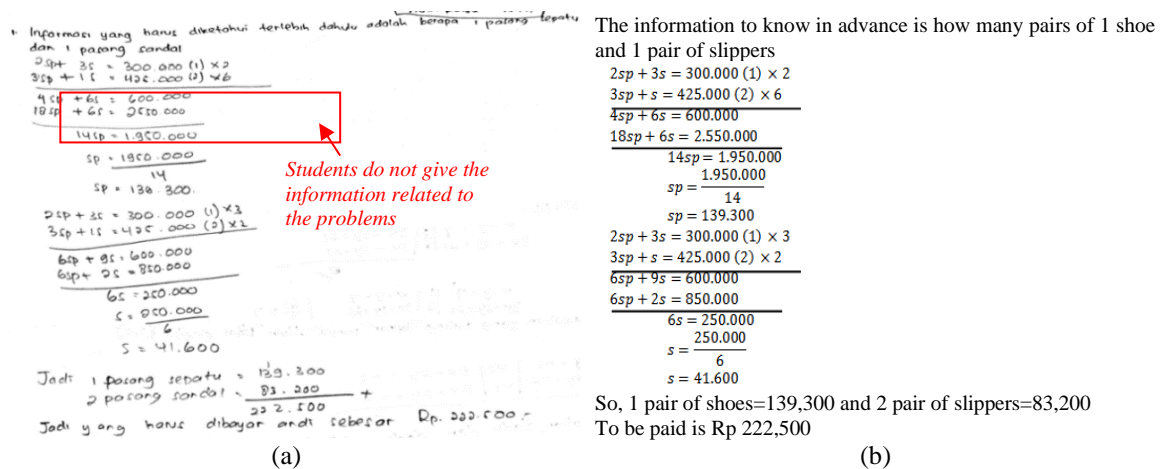 1. Informasi yang harus diketahui terlebih dahulu adalah berapa 1 pasang sepatu
dan 1 pasang sandal
2sp + 3s = 300.000 (1) × 2
3sp + 1s = 425.000 (2) × 6
4sp + 6s = 600.000
18sp + 6s = 2550.000
14sp = 1.950.000
sp = 1950.000
14
sp = 139.300.
2sp + 3s = 300.000 (1) × 3
3sp + 1s = 425.000 (2) × 2
6sp + 9s = 600.000
6sp + 2s = 850.000
6s = 250.000
s = 250.000
6
s = 41.600
Jadi 1 pasang sepatu = 139.300
2 pasang sandal = 83.200 +
222.500
Jadi yang harus dibayar andi sebesar Rp. 222.500,-
Students do not give the
information related to
the problems
(a)
The information to know in advance is how many pairs of 1 shoe
and 1 pair of slippers
2sp + 3s = 300.000 (1) × 2
3sp + s = 425.000 (2) × 6
4sp + 6s = 600.000
18sp + 6s = 2.550.000
14sp = 1.950.000
sp = 1.950.000
14
sp = 139.300
2sp + 3s = 300.000 (1) × 3
3sp + s = 425.000 (2) × 2
6sp + 9s = 600.000
6sp + 2s = 850.000
6s = 250.000
s = 250.000
6
s = 41.600
So, 1 pair of shoes=139,300 and 2 pair of slippers=83,200
To be paid is Rp 222,500
(b)